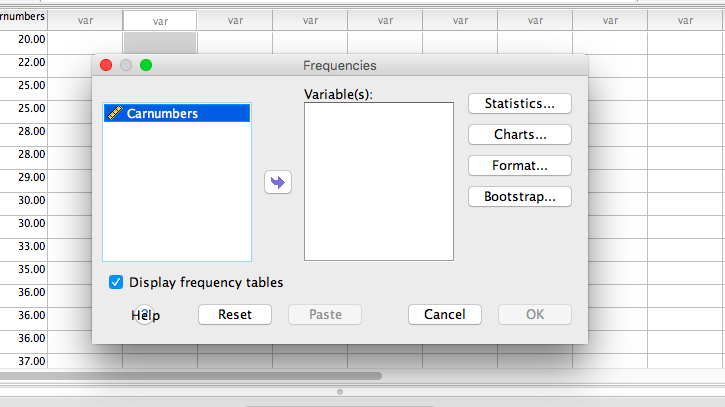 rnumbers var var var var var var var var var
20.00
22.00
Frequencies
25.00
Variable(s):
Carnumbers
Statistics...
25.00
28.00
Charts...
28.00
29.00
Format...
30.00
Bootstrap...
30.00
33.00
35.00
Display frequency tables
36.00
36.00
Help Reset Paste Cancel OK
36.00
37.00